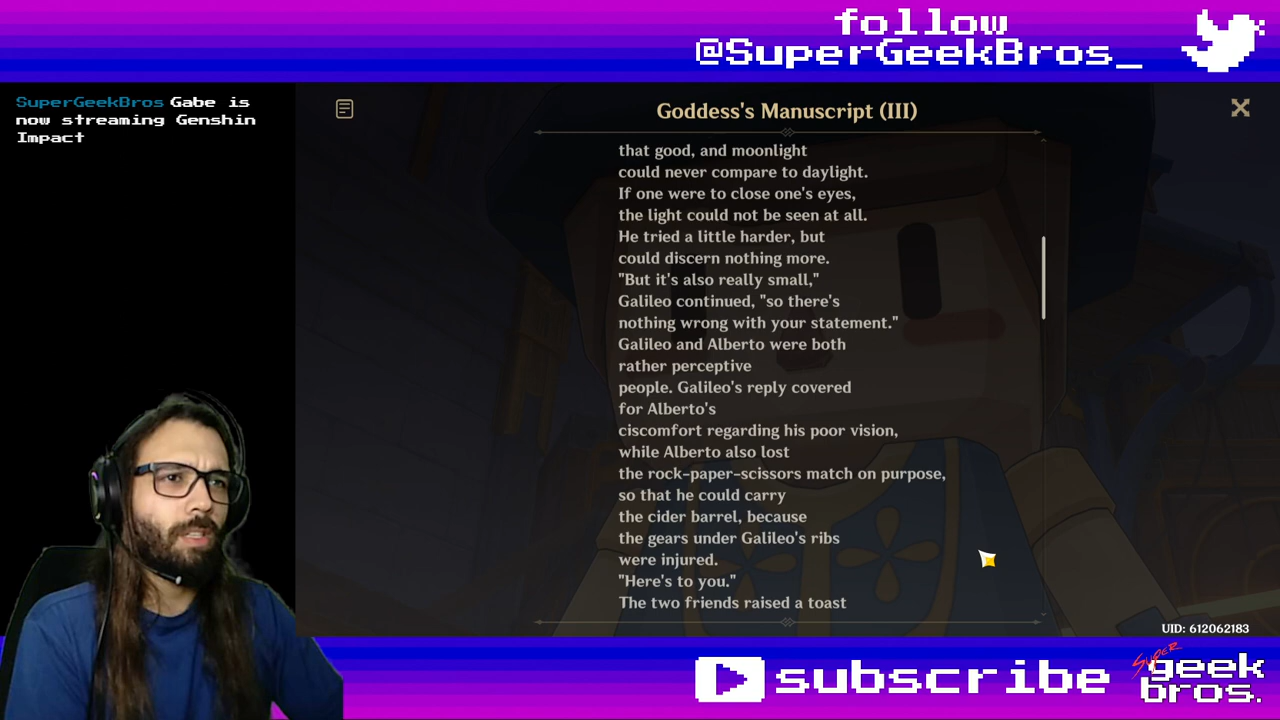 follow
@SuperGeekBros_
SuperGeekBros Gabe is
now streaming Genshin
Impact
Goddess's Manuscript (III)
that good, and moonlight
could never compare to daylight.
If one were to close one's eyes,
the light could not be seen at all.
He tried a little harder, but
could discern nothing more.
"But it's also really small,"
Galileo continued, "so there's
nothing wrong with your statement."
Galileo and Alberto were both
rather perceptive
people. Galileo's reply covered
for Alberto's
ciscomfort regarding his poor vision,
while Alberto also lost
the rock-paper-scissors match on purpose,
so that he could carry
the cider barrel, because
the gears under Galileo's ribs
were injured.
"Here's to you."
The two friends raised a toast
UID: 612062183
subscribe
SUPER
geek
bros.